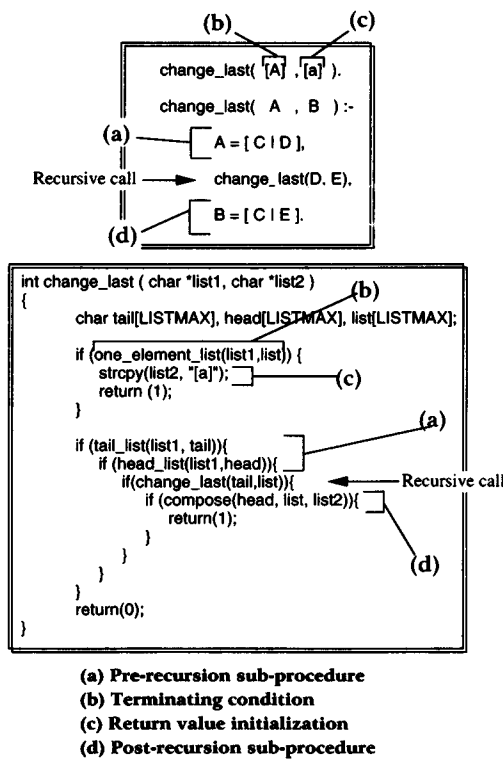 (b) (c)
change_last( [A] , [a] ).
change_last( A , B ) :-
(a)
A = [ C I D ],
Recursive call change_last(D, E),
B = [ C I E ].
(d)
int change_last ( char *list1, char *list2 )
{
(b)
char tail[LISTMAX], head[LISTMAX], list[LISTMAX];
if (one_element_list(list1,list)) {
strcpy(list2, "[a]");
return (1);
(c)
}
(a)
if (tail_list(list1, tail)){
if (head_list(list1,head)){
if(change_last(tail,list)){ Recursive call
if (compose(head, list, list2)){
return(1);
}
(d)
}
}
}
return(0);
}
(a) Pre-recursion sub-procedure
(b) Terminating condition
(c) Return value initialization
(d) Post-recursion sub-procedure